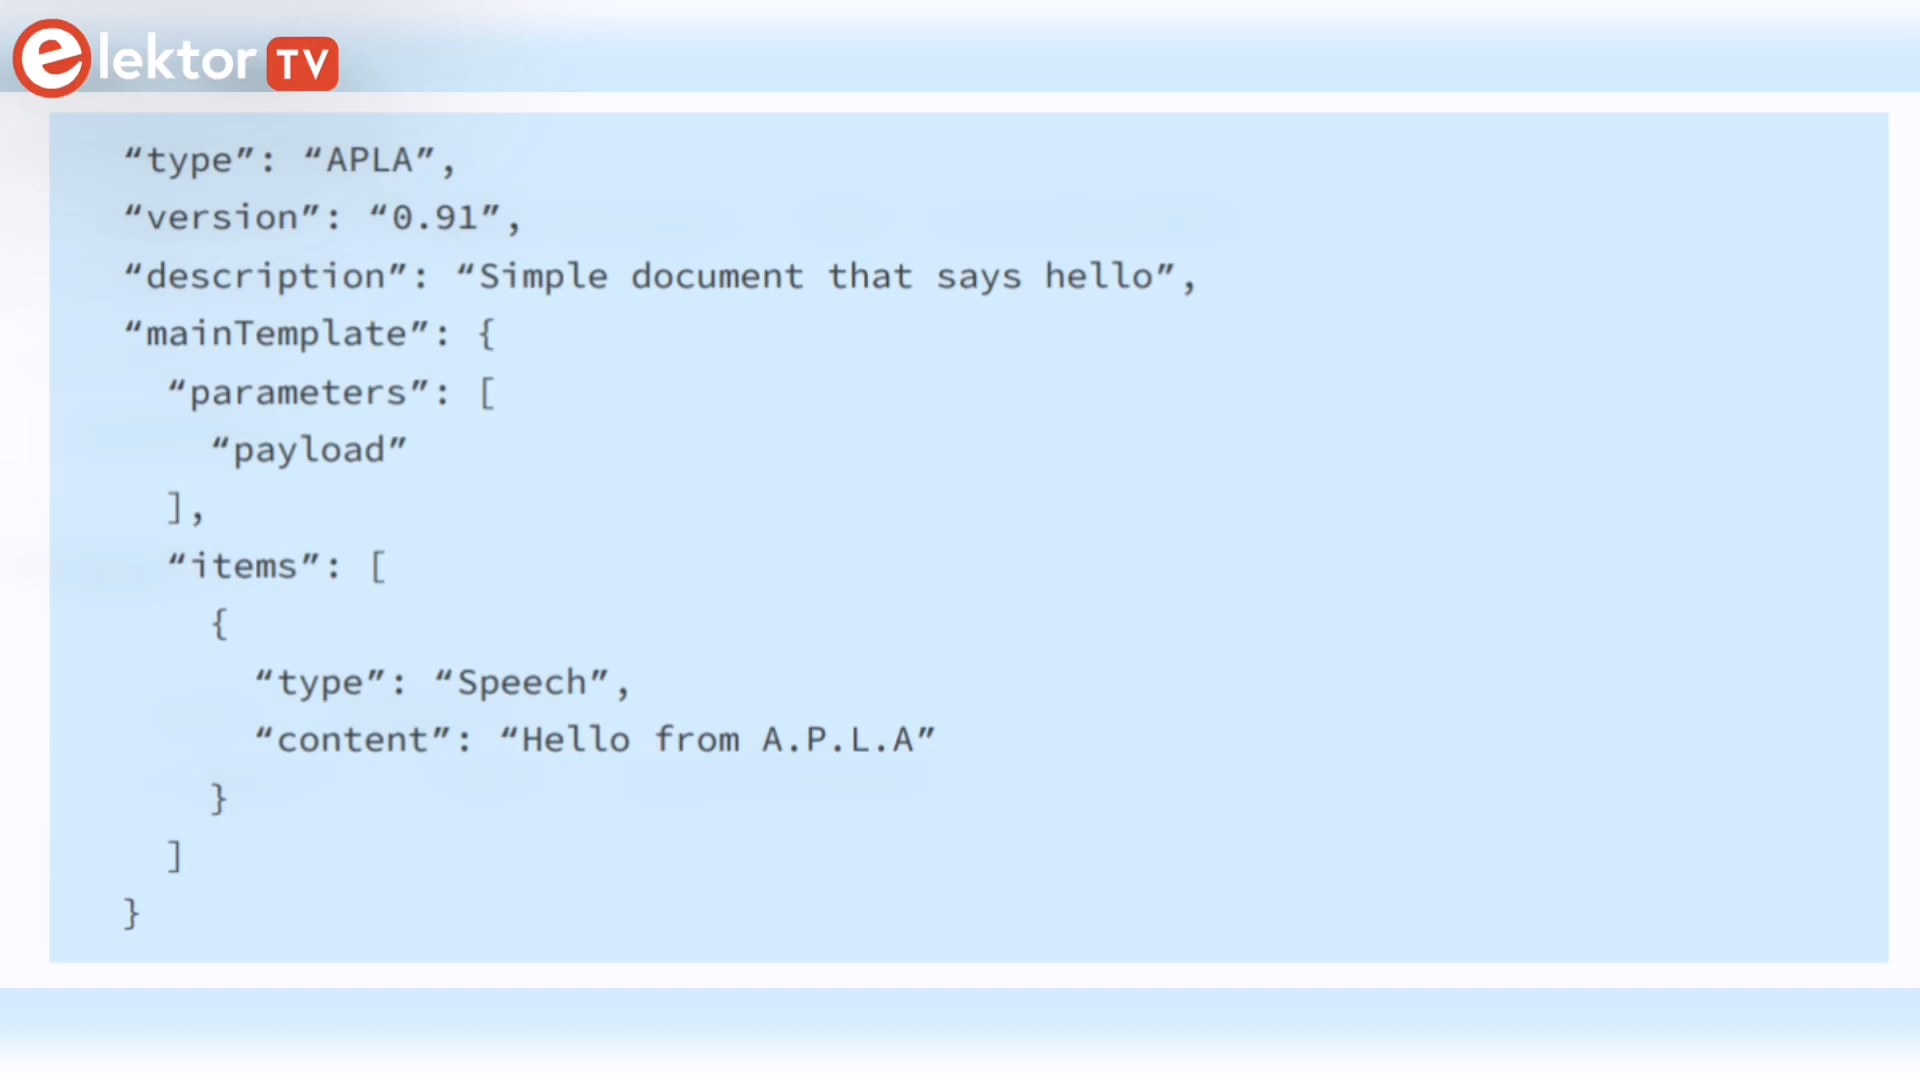 elektor TV
“type”: “APLA”,
“version”: “0.91”,
“description”: “Simple document that says hello”,
“mainTemplate”: {
“parameters”: [
“payload”
],
“items”: [
{
“type”: “Speech”,
“content”: “Hello from A.P.L.A”
}
]
}